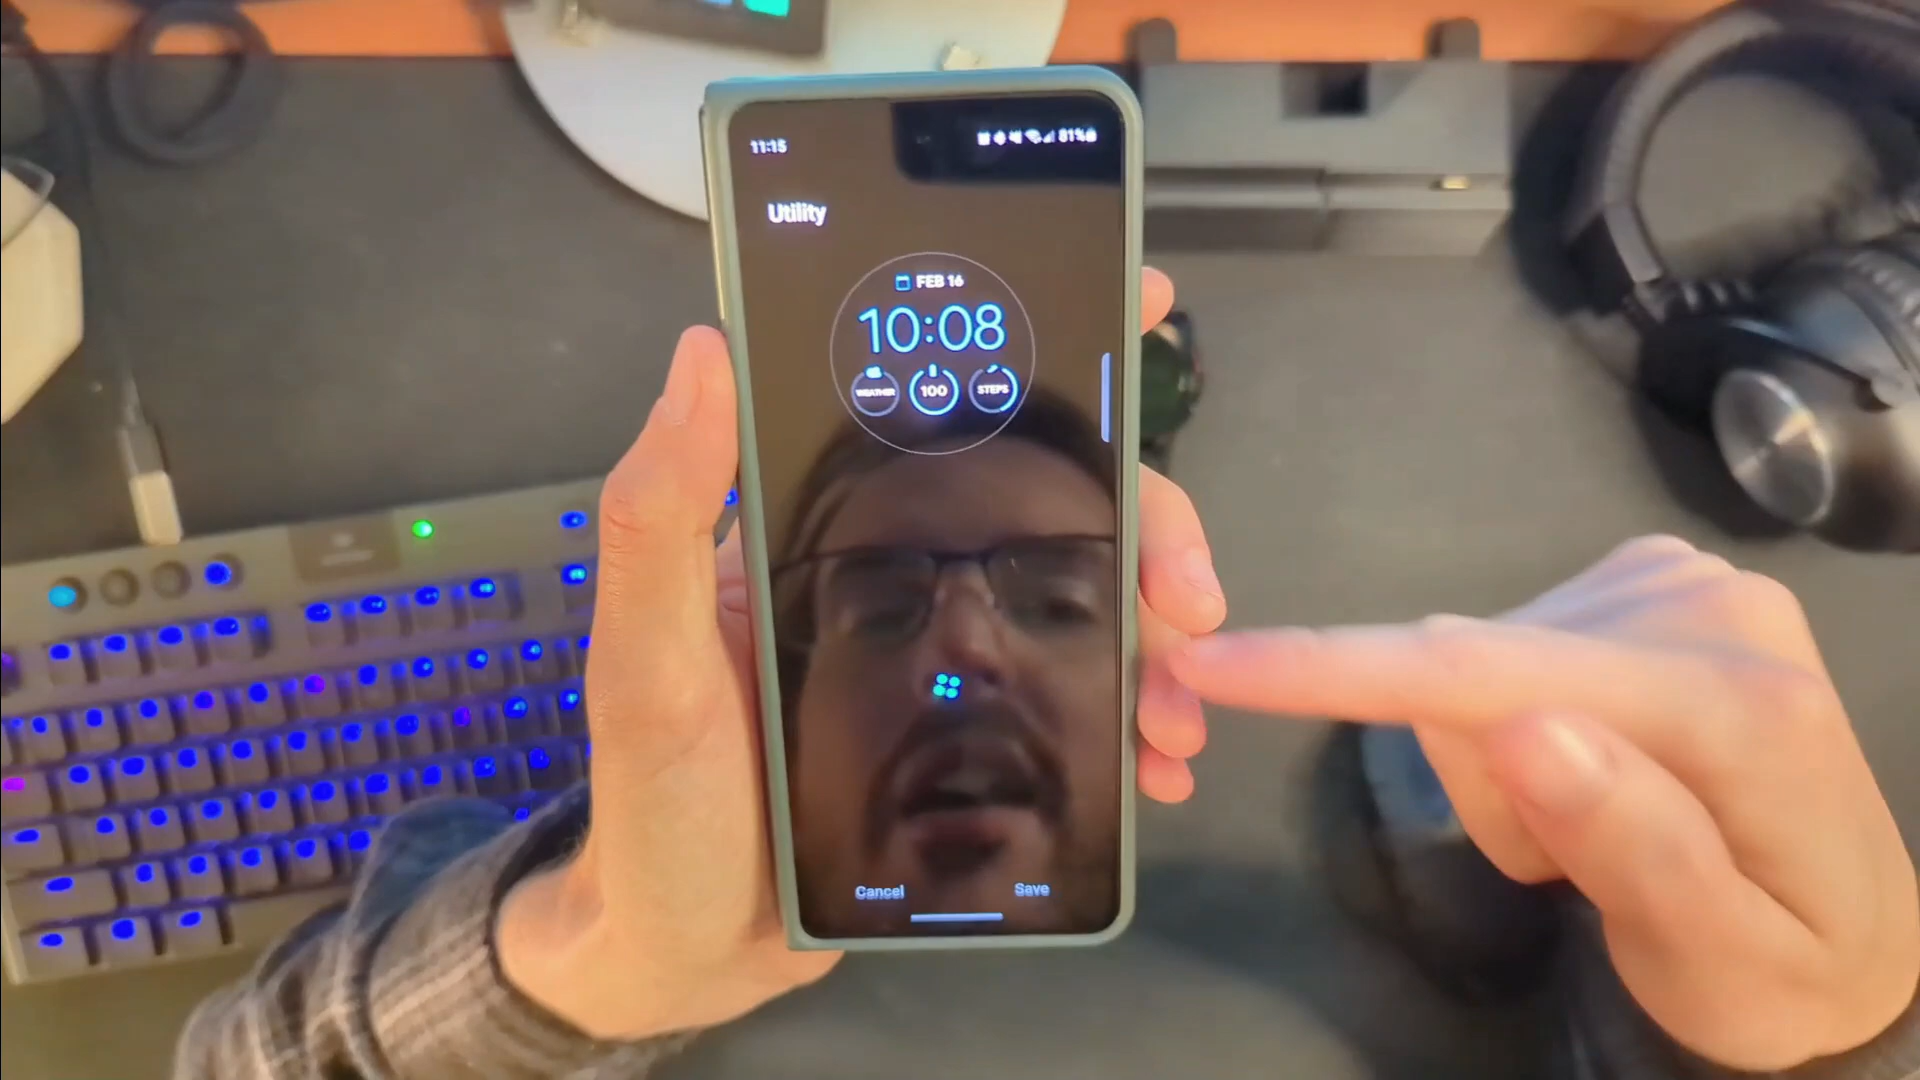 11:15
81%
Utility
FEB 16
10:08
WEATHER
100
STEPS
Cancel
Save